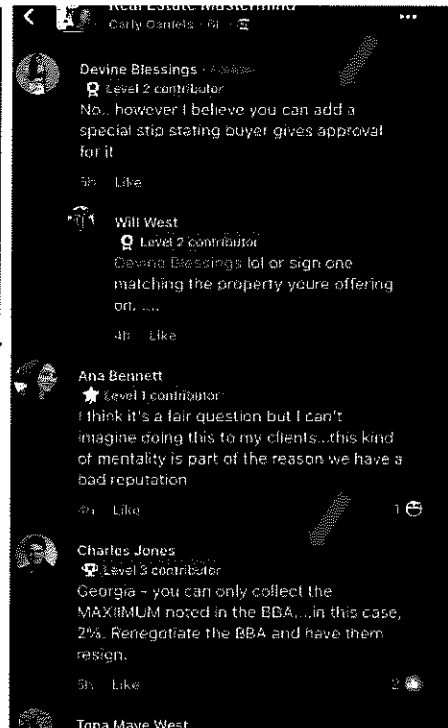 Real Estate Mastermind
Carly Daniels · 6h ·
Devine Blessings ·
Level 2 contributor
No.. however I believe you can add a
special stip stating buyer gives approval
for it
5h Like
Will West
Level 2 contributor
Devine Blessings lol or sign one
matching the property youre offering
on. ....
4h Like
Ana Bennett
Level 1 contributor
I think it's a fair question but I can't
imagine doing this to my clients...this kind
of mentality is part of the reason we have a
bad reputation
4h Like 1
Charles Jones
Level 3 contributor
Georgia - you can only collect the
MAXIIMUM noted in the BBA....in this case,
2%. Renegotiate the BBA and have them
resign.
5h Like 2
Tona Maye West